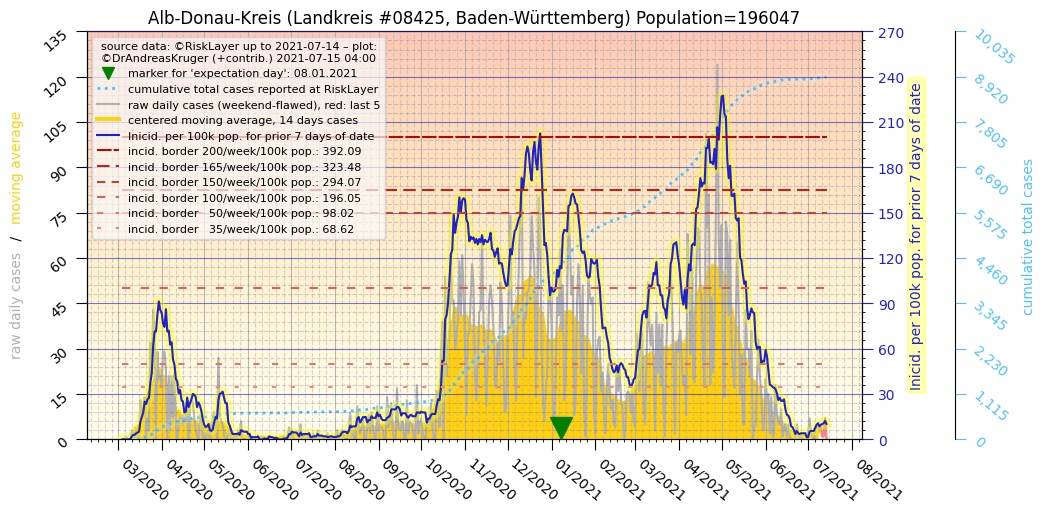 Alb-Donau-Kreis (Landkreis #08425, Baden-Württemberg) Population=196047
source data: ©RiskLayer up to 2021-07-14 – plot:
©DrAndreasKruger (+contrib.) 2021-07-15 04:00
marker for 'expectation day': 08.01.2021
cumulative total cases reported at RiskLayer
raw daily cases (weekend-flawed), red: last 5
centered moving average, 14 days cases
Inicid. per 100k pop. for prior 7 days of date
incid. border 200/week/100k pop.: 392.09
incid. border 165/week/100k pop.: 323.48
incid. border 150/week/100k pop.: 294.07
incid. border 100/week/100k pop.: 196.05
incid. border   50/week/100k pop.: 98.02
incid. border   35/week/100k pop.: 68.62
raw daily cases   /   moving average
135
120
105
90
75
60
45
30
15
0
270
240
210
180
150
120
90
60
30
0
Inicid. per 100k pop. for prior 7 days of date
10,035
8,920
7,805
6,690
5,575
4,460
3,345
2,230
1,115
0
cumulative total cases
03/2020
04/2020
05/2020
06/2020
07/2020
08/2020
09/2020
10/2020
11/2020
12/2020
01/2021
02/2021
03/2021
04/2021
05/2021
06/2021
07/2021
08/2021